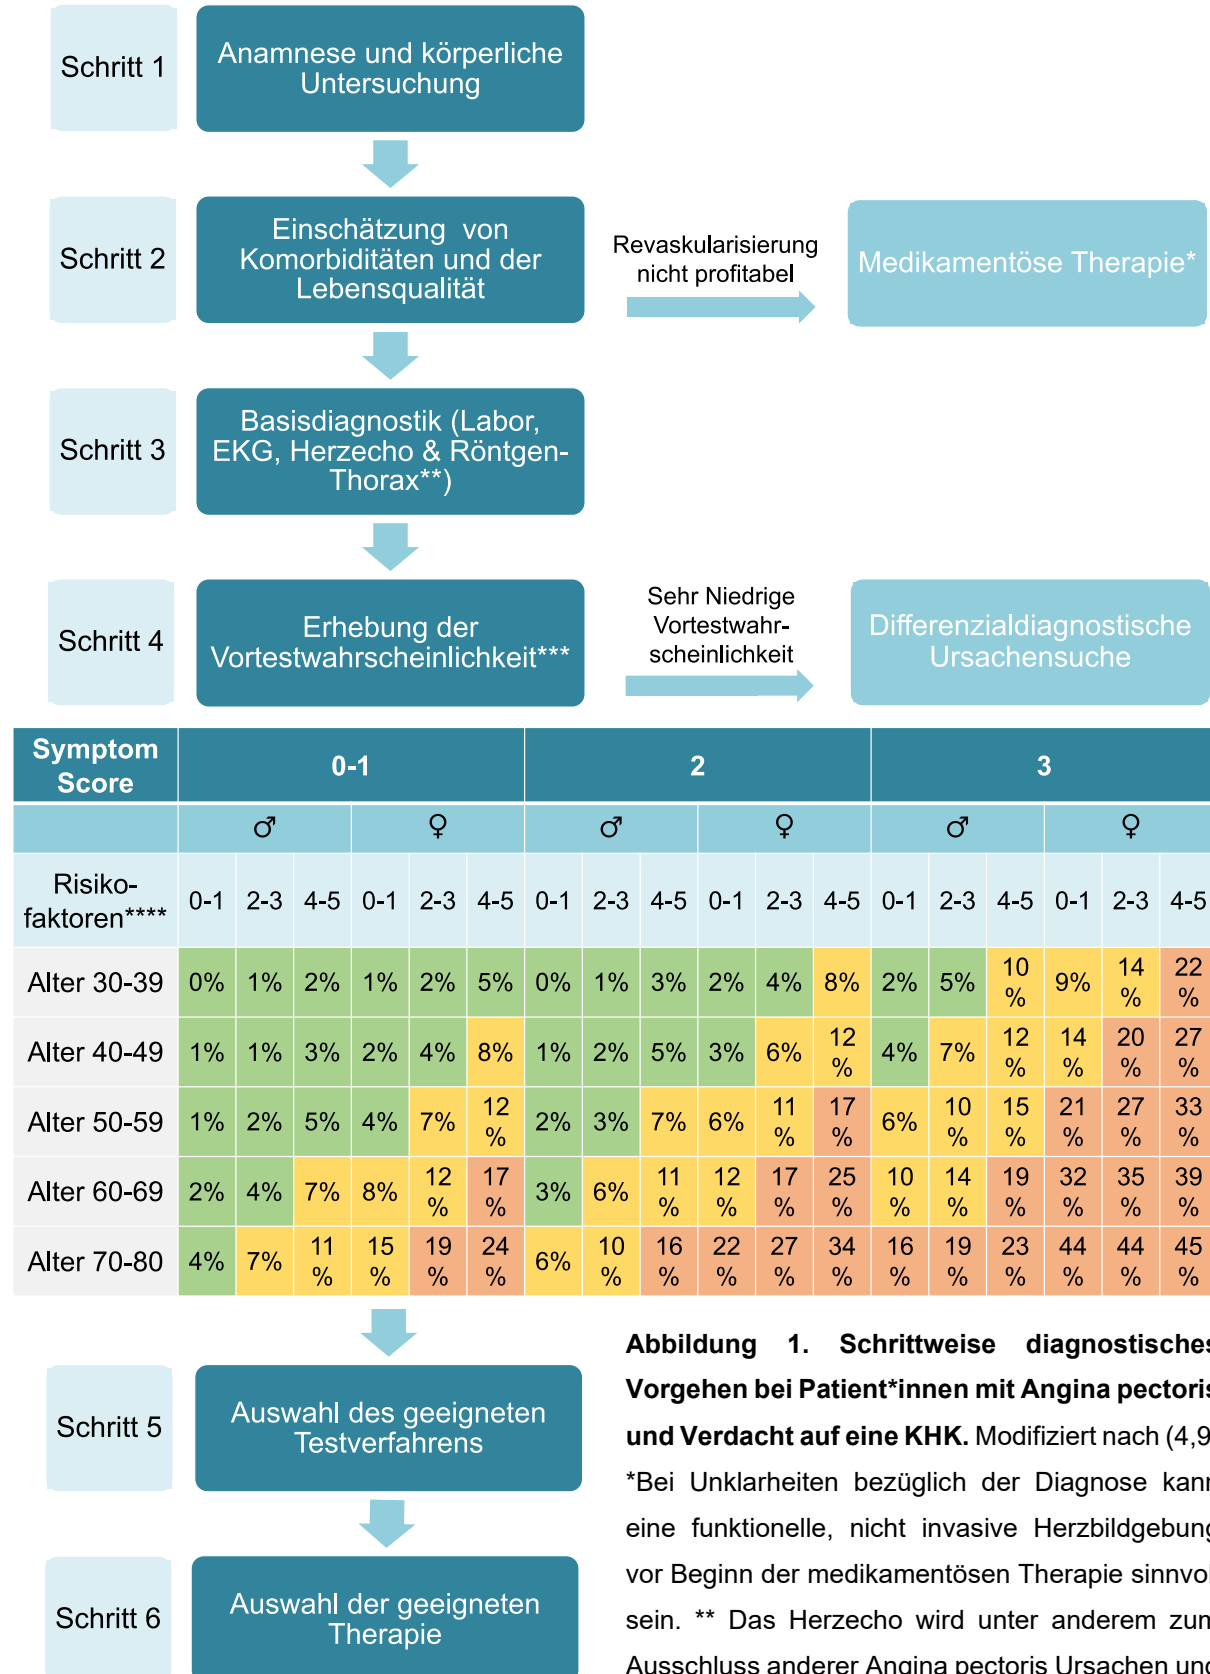 Schritt 1
Anamnese und körperliche
Untersuchung
Schritt 2
Einschätzung von
Komorbiditäten und der
Lebensqualität
Revaskularisierung
nicht profitabel
Medikamentöse Therapie*
Schritt 3
Basisdiagnostik (Labor,
EKG, Herzecho & Röntgen-
Thorax**)
Schritt 4
Erhebung der
Vortestwahrscheinlichkeit***
Sehr Niedrige
Vortestwahr-
scheinlichkeit
Differenzialdiagnostische
Ursachensuche
Symptom
Score
0-1 2 3
♂ ♀ ♂ ♀ ♂ ♀
Risiko-
faktoren****
0-1 2-3 4-5 0-1 2-3 4-5 0-1 2-3 4-5 0-1 2-3 4-5 0-1 2-3 4-5 0-1 2-3 4-5
Alter 30-39 0% 1% 2% 1% 2% 5% 0% 1% 3% 2% 4% 8% 2% 5% 10 % 9% 14 % 22 %
Alter 40-49 1% 1% 3% 2% 4% 8% 1% 2% 5% 3% 6% 12 % 4% 7% 12 % 14 % 20 % 27 %
Alter 50-59 1% 2% 5% 4% 7% 12 % 2% 3% 7% 6% 11 % 17 % 6% 10 % 15 % 21 % 27 % 33 %
Alter 60-69 2% 4% 7% 8% 12 % 17 % 3% 6% 11 % 12 % 17 % 25 % 10 % 14 % 19 % 32 % 35 % 39 %
Alter 70-80 4% 7% 11 % 15 % 19 % 24 % 6% 10 % 16 % 22 % 27 % 34 % 16 % 19 % 23 % 44 % 44 % 45 %
Schritt 5
Auswahl des geeigneten
Testverfahrens
Schritt 6
Auswahl der geeigneten
Therapie
Abbildung 1. Schrittweise diagnostisches
Vorgehen bei Patient*innen mit Angina pectoris
und Verdacht auf eine KHK. Modifiziert nach (4,9
*Bei Unklarheiten bezüglich der Diagnose kann
eine funktionelle, nicht invasive Herzbildgebung
vor Beginn der medikamentösen Therapie sinnvol
sein. ** Das Herzecho wird unter anderem zum
Ausschluss anderer Angina pectoris Ursachen und